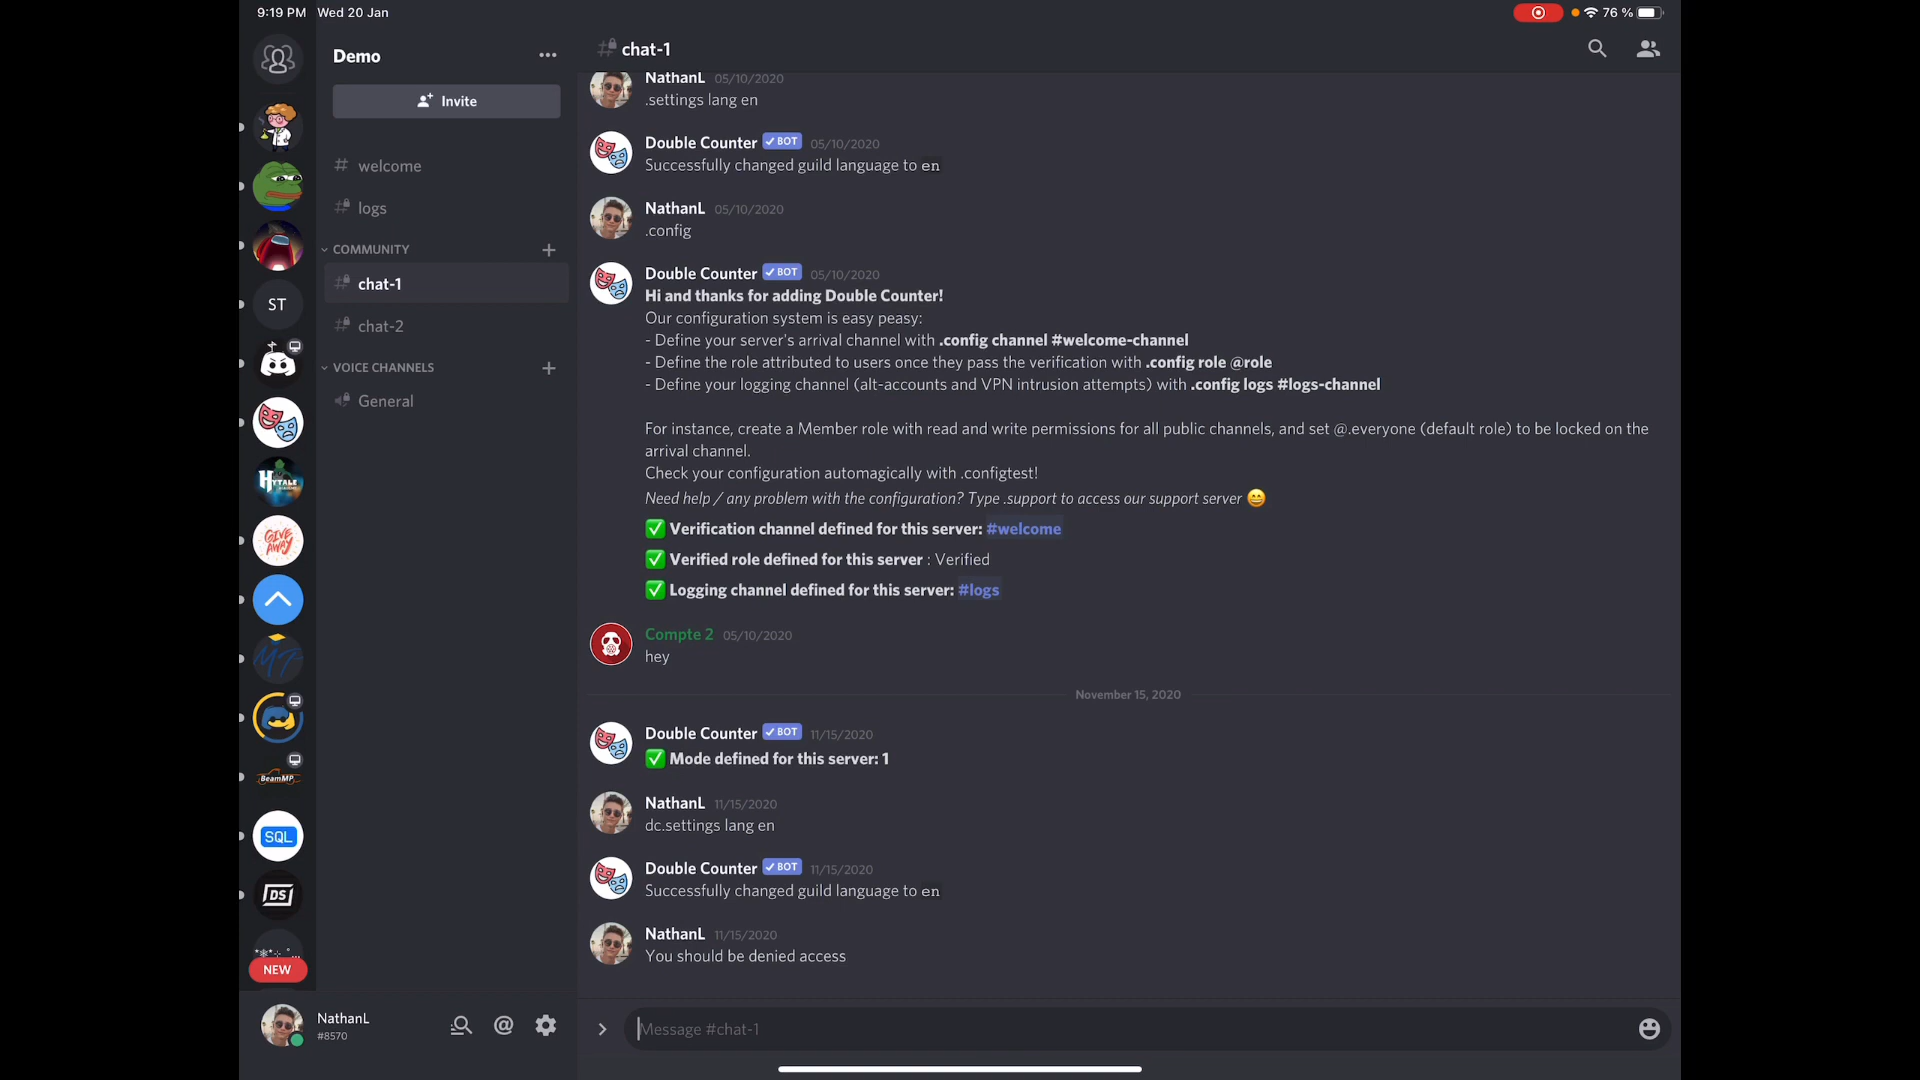 9:19 PM Wed 20 Jan
76 %
Demo
Invite
welcome
logs
COMMUNITY
chat-1
chat-2
VOICE CHANNELS
General
ST
HYTALE
GIVE AWAY
MT
BeamMP
SQL
DS
NEW
NathanL
#8570
chat-1
NathanL 05/10/2020
.settings lang en
Double Counter BOT 05/10/2020
Successfully changed guild language to en
NathanL 05/10/2020
.config
Double Counter BOT 05/10/2020
Hi and thanks for adding Double Counter!
Our configuration system is easy peasy:
- Define your server's arrival channel with .config channel #welcome-channel
- Define the role attributed to users once they pass the verification with .config role @role
- Define your logging channel (alt-accounts and VPN intrusion attempts) with .config logs #logs-channel
For instance, create a Member role with read and write permissions for all public channels, and set @.everyone (default role) to be locked on the
arrival channel.
Check your configuration automagically with .configtest!
Need help / any problem with the configuration? Type .support to access our support server
Verification channel defined for this server: #welcome
Verified role defined for this server : Verified
Logging channel defined for this server: #logs
Compte 2 05/10/2020
hey
November 15, 2020
Double Counter BOT 11/15/2020
Mode defined for this server: 1
NathanL 11/15/2020
dc.settings lang en
Double Counter BOT 11/15/2020
Successfully changed guild language to en
NathanL 11/15/2020
You should be denied access
Message #chat-1